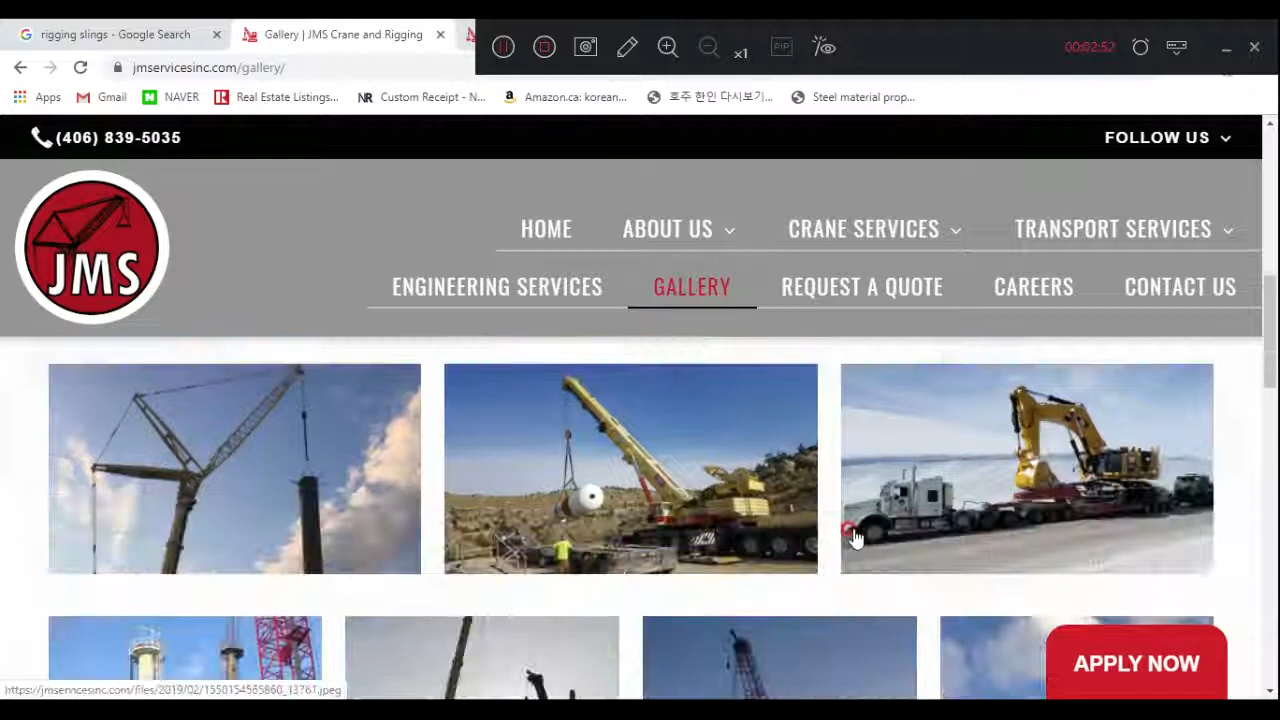 rigging slings - Google Search
Gallery | JMS Crane and Rigging
x1
PIP
00:02:52
jmservicesinc.com/gallery/
Apps
Gmail
NAVER
Real Estate Listings...
NR Custom Receipt - N...
Amazon.ca: korean...
호주 한인 다시보기...
Steel material prop...
(406) 839-5035
FOLLOW US
JMS
HOME
ABOUT US
CRANE SERVICES
TRANSPORT SERVICES
ENGINEERING SERVICES
GALLERY
REQUEST A QUOTE
CAREERS
CONTACT US
APPLY NOW